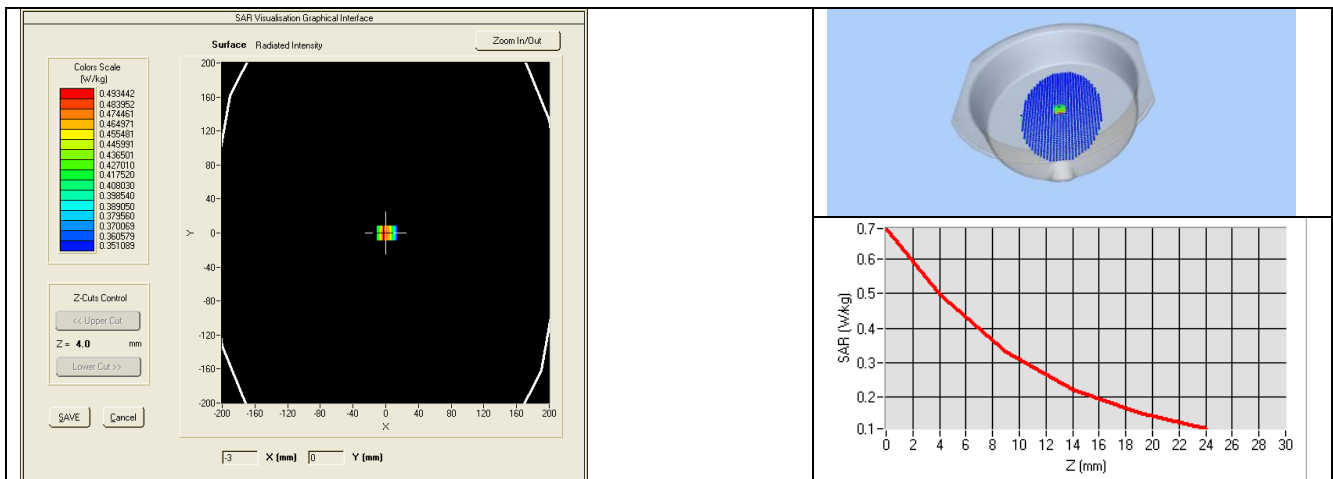 SAR Visualisation Graphical Interface
Surface Radiated Intensity
Zoom In/Out
Colors Scale
(W/kg)
0.493442
0.483952
0.474461
0.464971
0.455481
0.445991
0.436501
0.427010
0.417520
0.408030
0.398540
0.389050
0.379560
0.370069
0.360579
0.351089
Z-Cuts Control
<< Upper Cut
Z = 4.0 mm
Lower Cut >>
SAVE Cancel
200
160
120
80
40
Y 0
-40
-80
-120
-160
-200
-200 -160 -120 -80 -40 0 40 80 120 160 200
X
-3 X (mm) 0 Y (mm)
0.7
0.6
0.5
0.4
0.3
0.2
0.1
SAR (W/kg)
0 2 4 6 8 10 12 14 16 18 20 22 24 26 28 30
Z (mm)